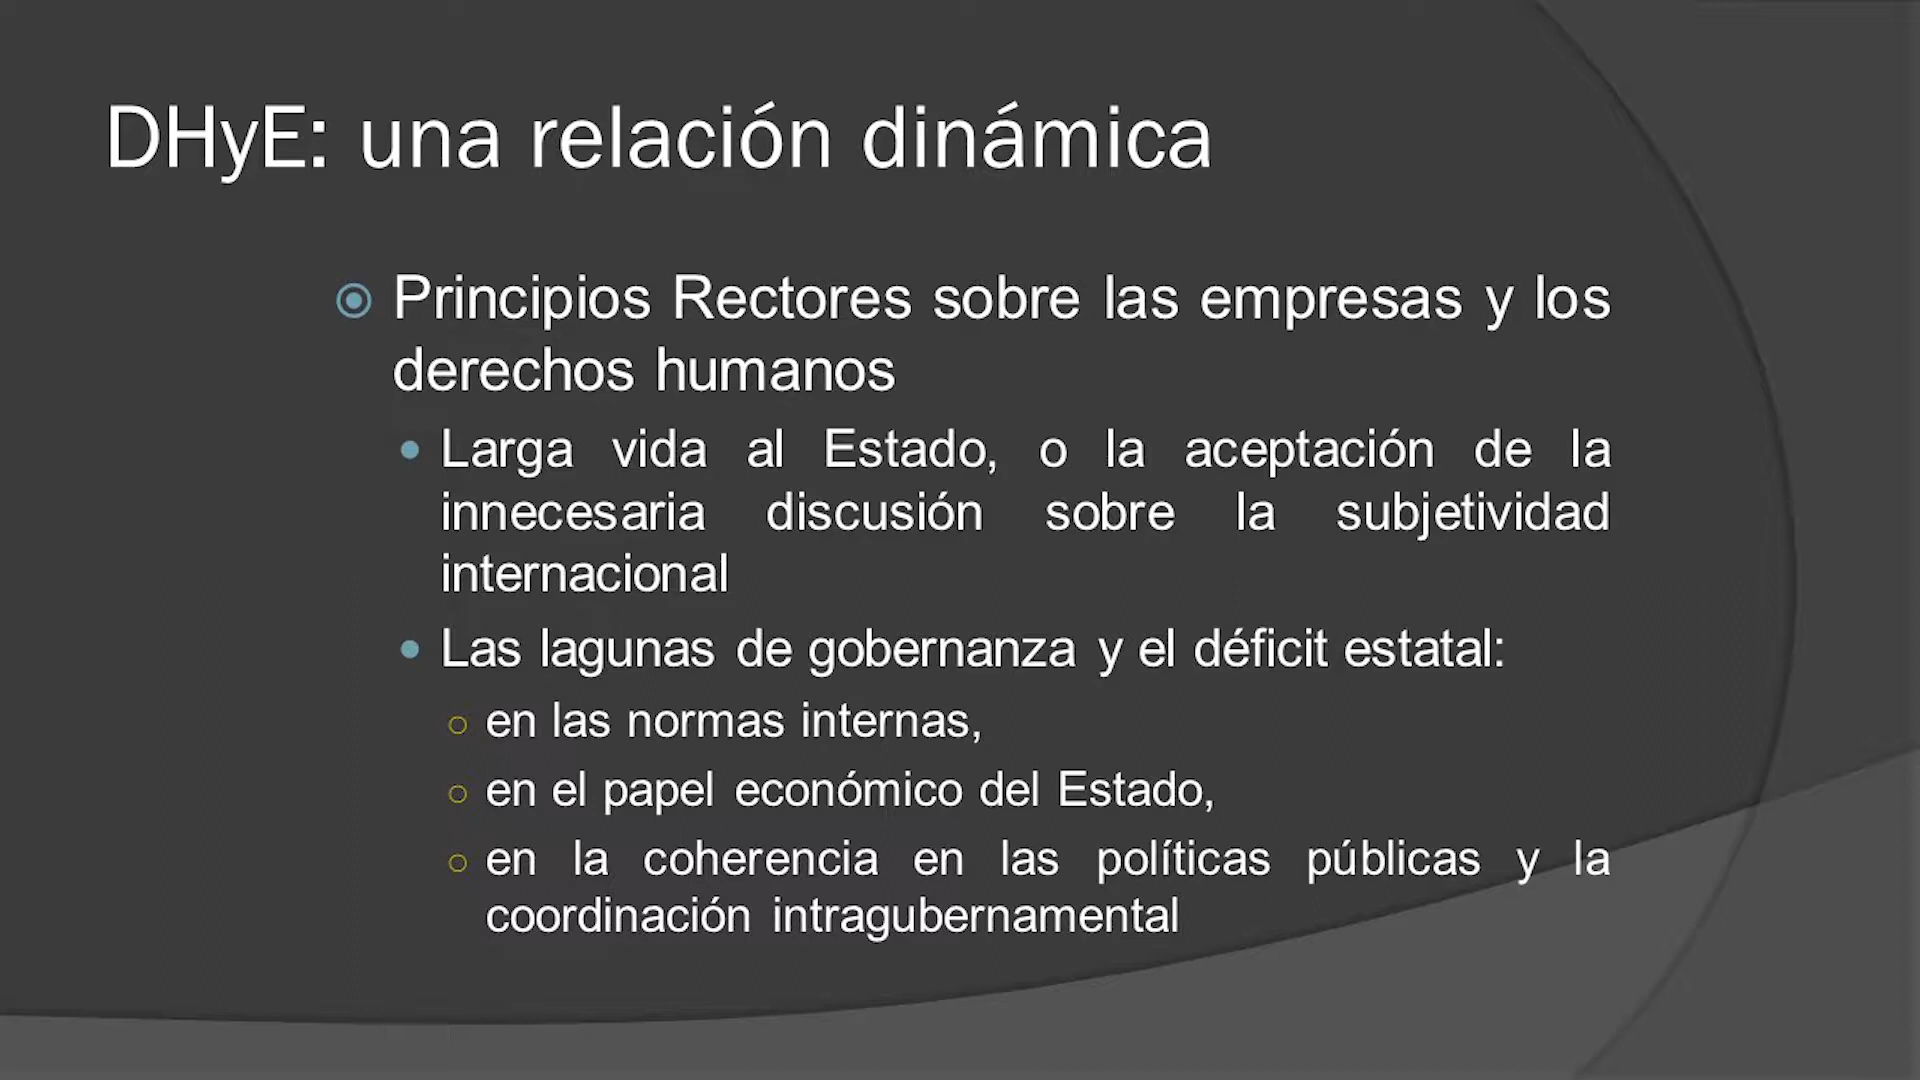 DHyE: una relación dinámica
Principios Rectores sobre las empresas y los
derechos humanos
Larga vida al Estado, o la aceptación de la
innecesaria discusión sobre la subjetividad
internacional
Las lagunas de gobernanza y el déficit estatal:
en las normas internas,
en el papel económico del Estado,
en la coherencia en las políticas públicas y la
coordinación intragubernamental